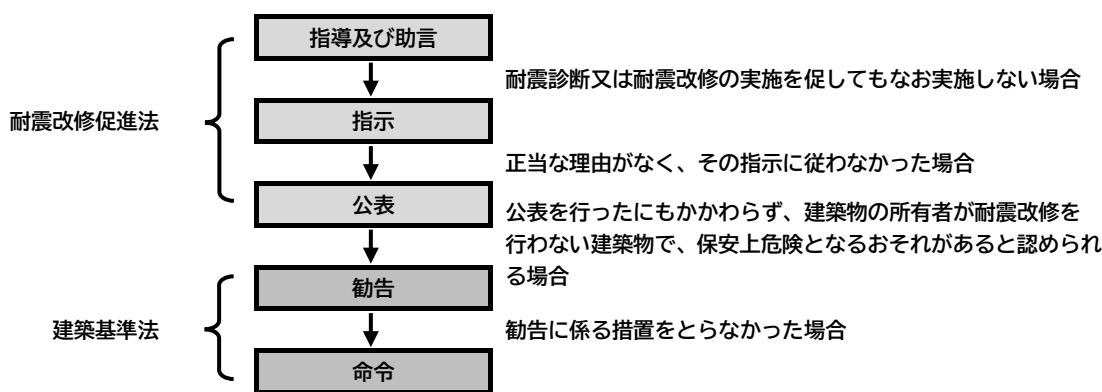 指導及び助言
耐震診断又は耐震改修の実施を促してもなお実施しない場合
耐震改修促進法
指示
正当な理由がなく、その指示に従わなかった場合
公表
公表を行ったにもかかわらず、建築物の所有者が耐震改修を
行わない建築物で、保安上危険となるおそれがあると認められ
る場合
勧告
建築基準法
勧告に係る措置をとらなかった場合
命令